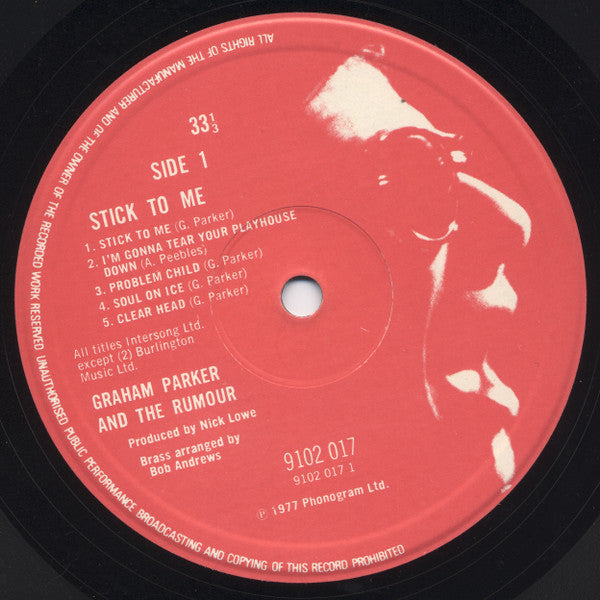 ALL RIGHTS OF THE MANUFACTURER AND OF THE OWNER OF THE RECORDED WORK RESERVED UNAUTHORISED PUBLIC PERFORMANCE BROADCASTING AND COPYING OF THIS RECORD PROHIBITED
33⅓
SIDE 1
STICK TO ME
1. STICK TO ME (G. Parker)
2. I'M GONNA TEAR YOUR PLAYHOUSE
DOWN (A. Peebles)
3. PROBLEM CHILD (G. Parker)
4. SOUL ON ICE (G. Parker)
5. CLEAR HEAD (G. Parker)
All titles Intersong Ltd.
except (2) Burlington
Music Ltd.
GRAHAM PARKER
AND THE RUMOUR
Produced by Nick Lowe
Brass arranged by
Bob Andrews
9102 017
9102 017 1
℗ 1977 Phonogram Ltd.